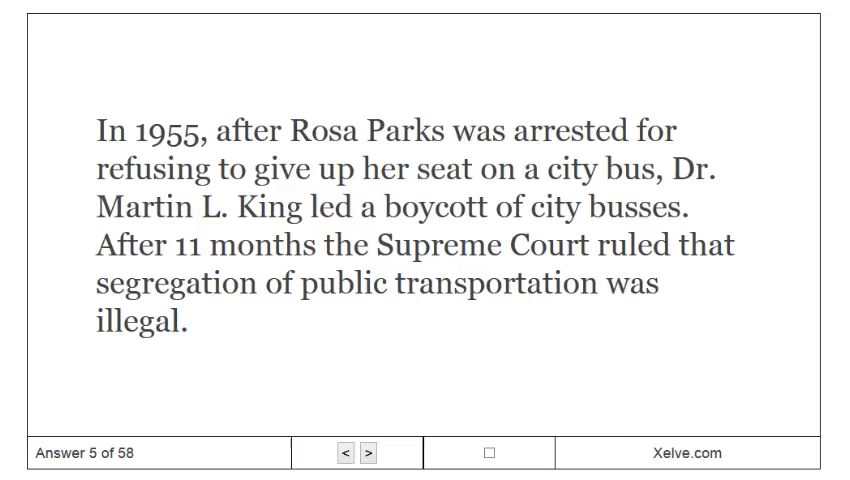 In 1955, after Rosa Parks was arrested for
refusing to give up her seat on a city bus, Dr.
Martin L. King led a boycott of city busses.
After 11 months the Supreme Court ruled that
segregation of public transportation was
illegal.
Answer 5 of 58 < > Xelve.com